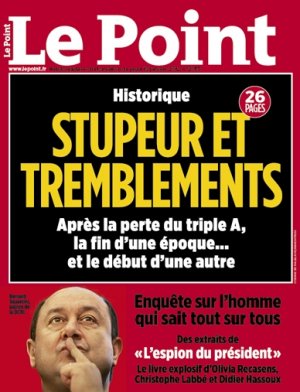 Le Point
Le Point
www.lepoint.fr
Historique
26
PAGES
STUPEUR ET
TREMBLEMENTS
Après la perte du triple A,
la fin d'une époque...
et le début d'une autre
Enquête sur l'homme
qui sait tout sur tous
Des extraits de
«L'espion du président»
Le livre explosif d'Olivia Recasens,
Christophe Labbé et Didier Hassoux